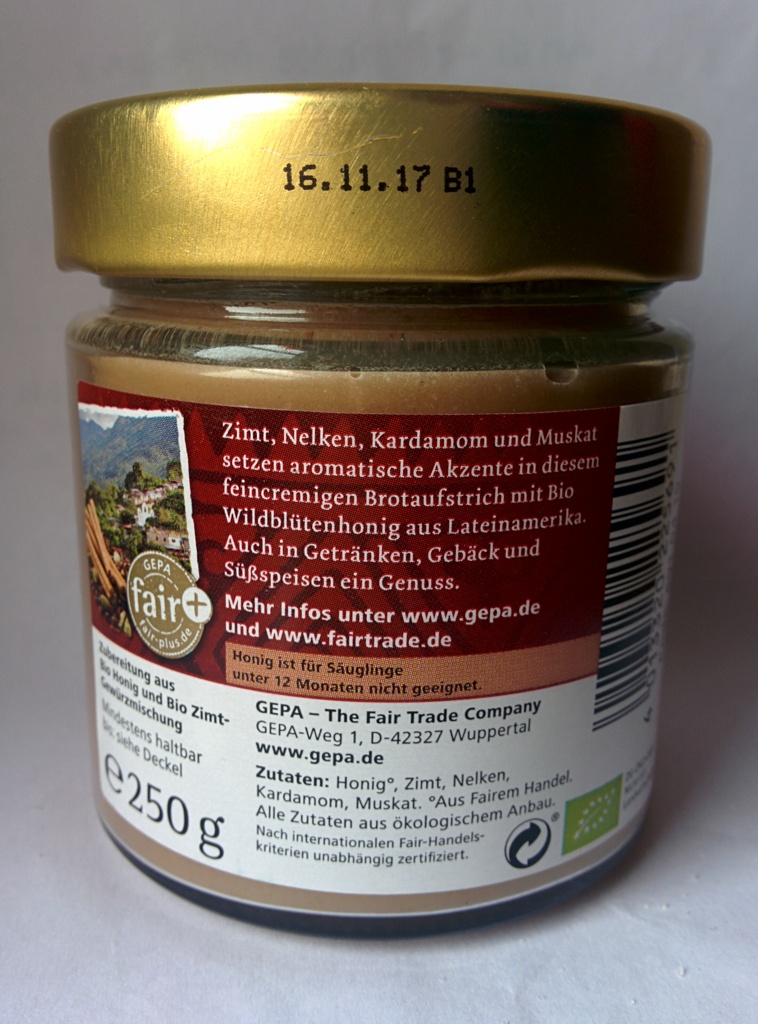 16.11.17 B1
Zimt, Nelken, Kardamom und Muskat
setzen aromatische Akzente in diesem
feincremigen Brotaufstrich mit Bio
Wildblütenhonig aus Lateinamerika.
Auch in Getränken, Gebäck und
Süßspeisen ein Genuss.
Mehr Infos unter www.gepa.de
und www.fairtrade.de
GEPA
fair+
fair-plus.de
Honig ist für Säuglinge
unter 12 Monaten nicht geeignet.
Zubereitung aus
Bio Honig und Bio Zimt-
Gewürzmischung
Mindestens haltbar
bis: siehe Deckel
℮250 g
GEPA – The Fair Trade Company
GEPA-Weg 1, D-42327 Wuppertal
www.gepa.de
Zutaten: Honig°, Zimt, Nelken,
Kardamom, Muskat. °Aus Fairem Handel.
Alle Zutaten aus ökologischem Anbau.
Nach internationalen Fair-Handels-
kriterien unabhängig zertifiziert.
®